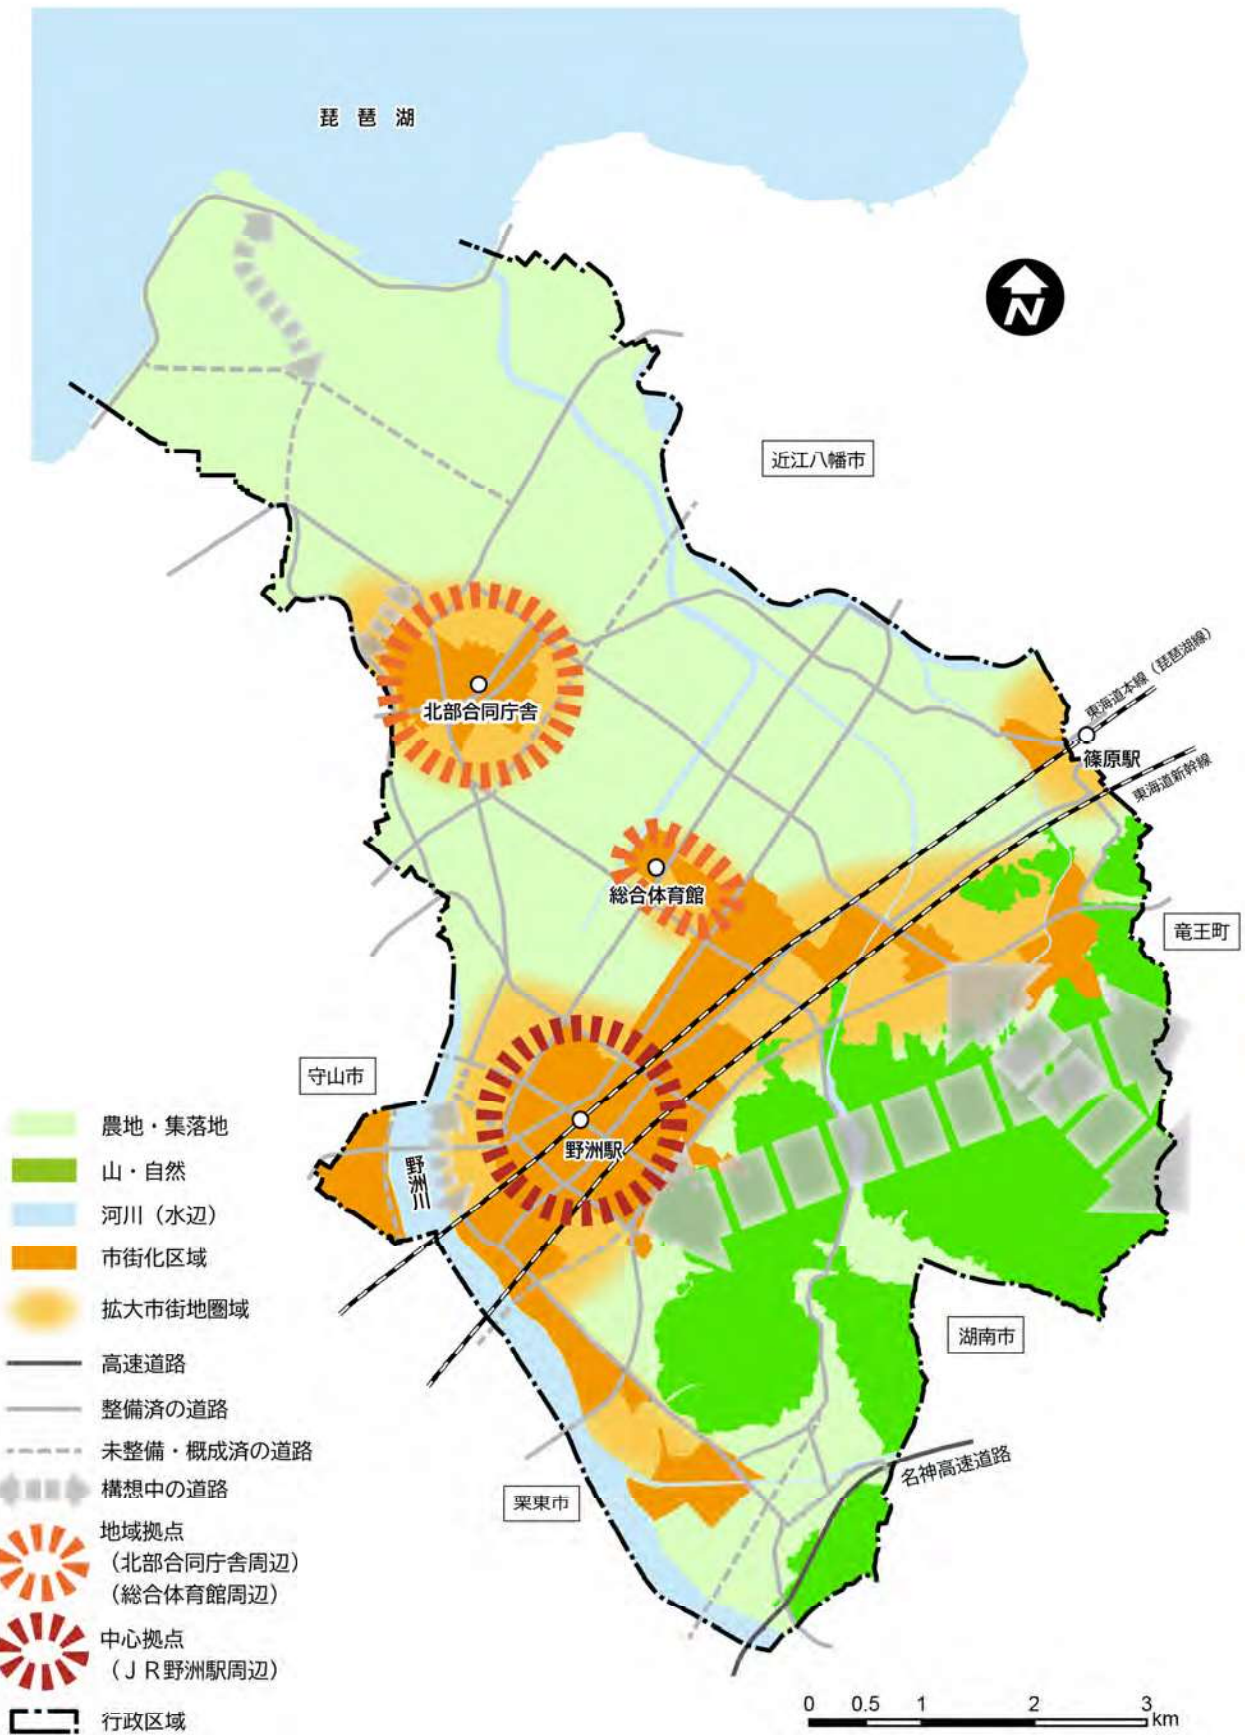 琵琶湖
N
近江八幡市
東海道本線(琵琶湖線)
北部合同庁舎
篠原駅
東海道新幹線
総合体育館
竜王町
守山市
野洲駅
野洲川
湖南市
名神高速道路
栗東市
農地・集落地
山・自然
河川(水辺)
市街化区域
拡大市街地圏域
高速道路
整備済の道路
未整備・概成済の道路
構想中の道路
地域拠点
(北部合同庁舎周辺)
(総合体育館周辺)
中心拠点
(JR野洲駅周辺)
行政区域
0 0.5 1 2 3
km